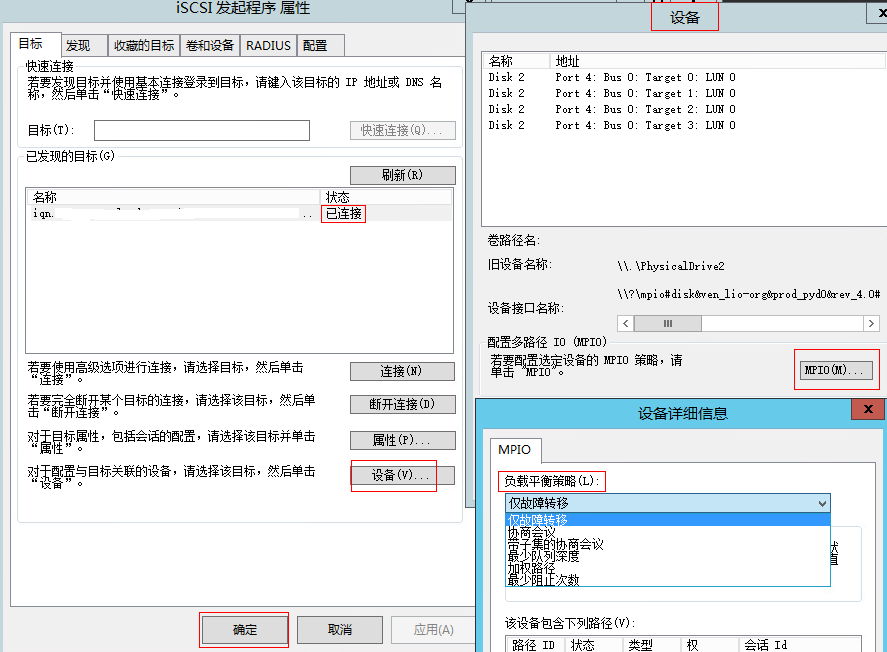 iSCSI 发起程序 属性
目标 发现 收藏的目标 卷和设备 RADIUS 配置
快速连接
若要发现目标并使用基本连接登录到目标，请键入该目标的 IP 地址或 DNS 名
称，然后单击“快速连接”。
目标(T):
快速连接(Q)...
已发现的目标(G)
刷新(R)
名称 状态
iqn. .. 已连接
若要使用高级选项进行连接，请选择目标，然后单击
“连接”。
连接(N)
若要完全断开某个目标的连接，请选择该目标，然后单
击“断开连接”。
断开连接(D)
对于目标属性，包括会话的配置，请选择该目标并单击
“属性”。
属性(P)...
对于配置与目标关联的设备，请选择该目标，然后单击
“设备”。
设备(V)...
确定 取消 应用(A)
设备
x
名称 地址
Disk 2 Port 4: Bus 0: Target 0: LUN 0
Disk 2 Port 4: Bus 0: Target 1: LUN 0
Disk 2 Port 4: Bus 0: Target 2: LUN 0
Disk 2 Port 4: Bus 0: Target 3: LUN 0
卷路径名:
旧设备名称: \\.\PhysicalDrive2
设备接口名称: \\?\mpio#disk&ven_lio-org&prod_pyd0&rev_4.0#
配置多路径 IO (MPIO)
若要配置选定设备的 MPIO 策略，请
单击“MPIO”。
MPIO(M)...
设备详细信息
x
MPIO
负载平衡策略(L):
仅故障转移
仅故障转移
协商会议
带子集的协商会议
最少队列深度
加权路径
最少阻止次数
该设备包含下列路径(V):
路径 ID 状态 类型 权 会话 Id